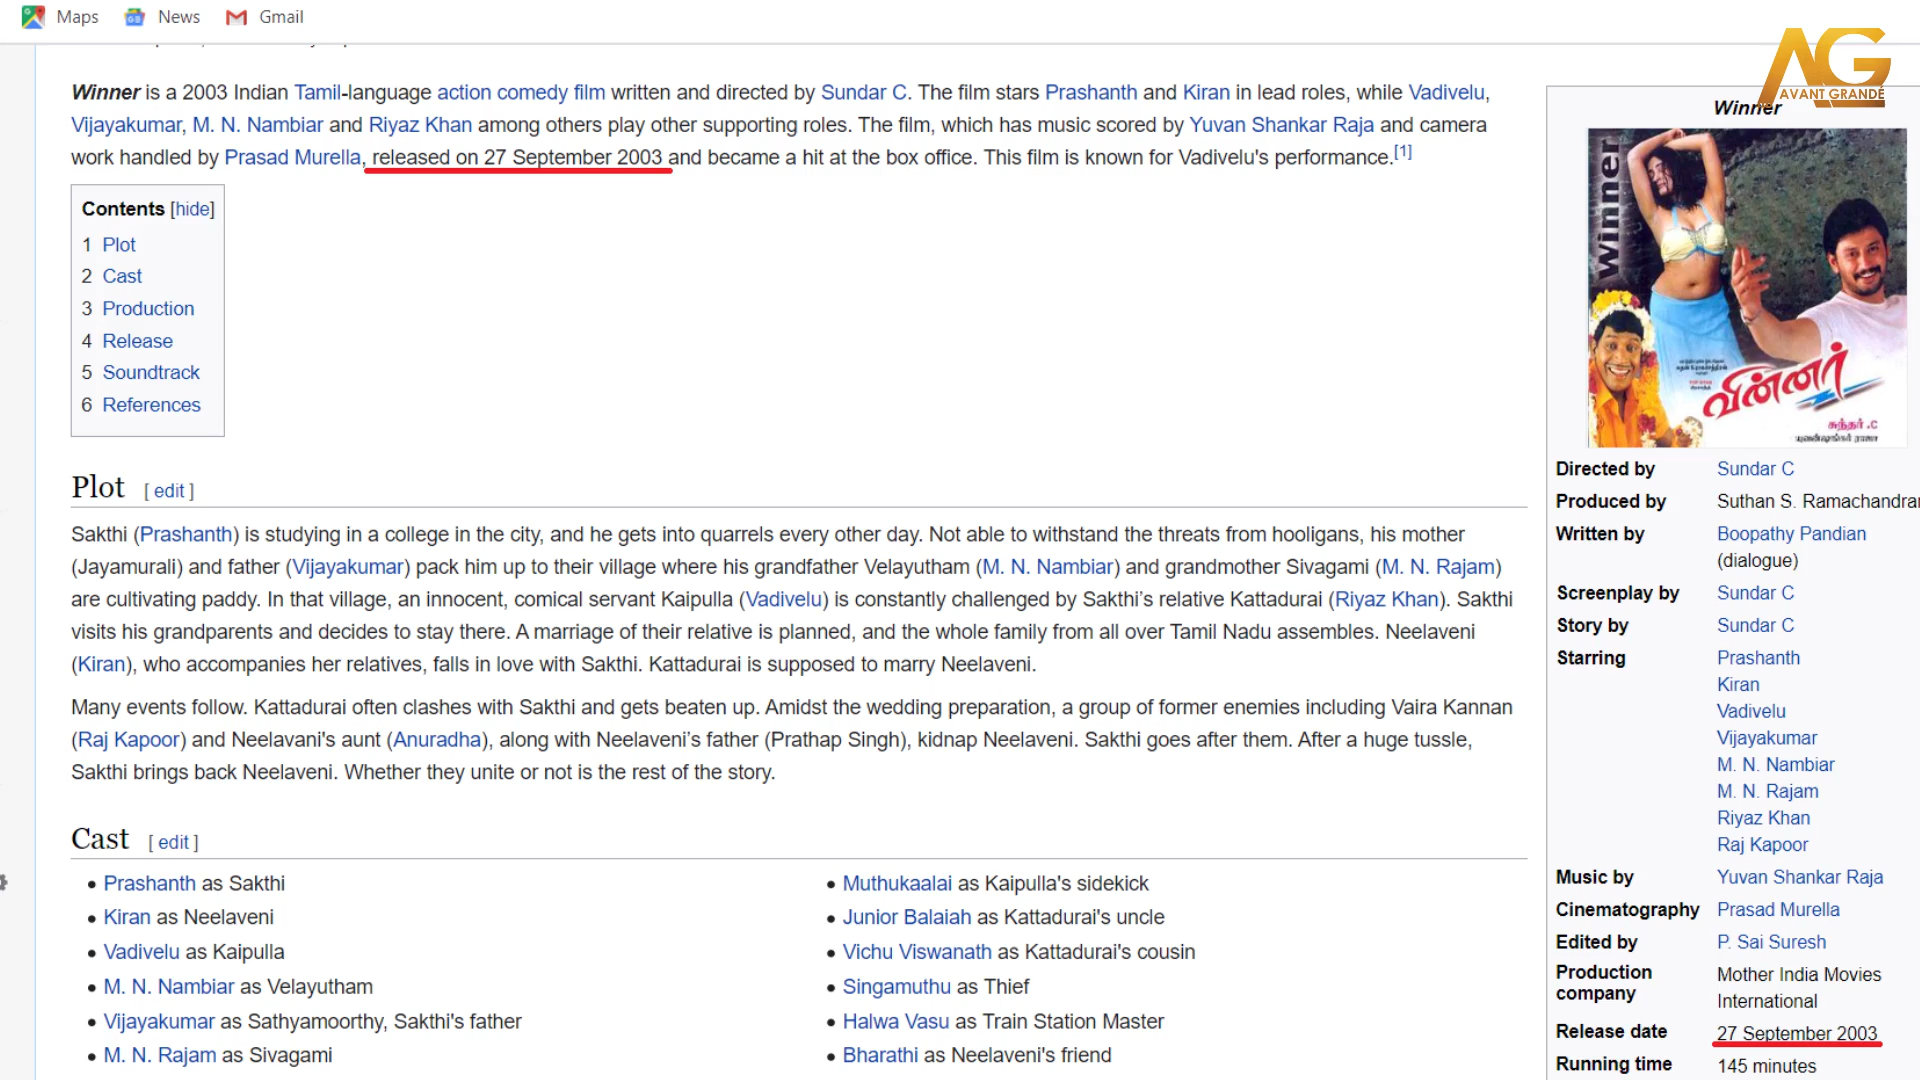 Maps News Gmail
AG
AVANT GRANDÉ
Winner is a 2003 Indian Tamil-language action comedy film written and directed by Sundar C. The film stars Prashanth and Kiran in lead roles, while Vadivelu,
Vijayakumar, M. N. Nambiar and Riyaz Khan among others play other supporting roles. The film, which has music scored by Yuvan Shankar Raja and camera
work handled by Prasad Murella, released on 27 September 2003 and became a hit at the box office. This film is known for Vadivelu's performance.[1]
Contents [hide]
1 Plot
2 Cast
3 Production
4 Release
5 Soundtrack
6 References
Plot [ edit ]
Sakthi (Prashanth) is studying in a college in the city, and he gets into quarrels every other day. Not able to withstand the threats from hooligans, his mother
(Jayamurali) and father (Vijayakumar) pack him up to their village where his grandfather Velayutham (M. N. Nambiar) and grandmother Sivagami (M. N. Rajam)
are cultivating paddy. In that village, an innocent, comical servant Kaipulla (Vadivelu) is constantly challenged by Sakthi’s relative Kattadurai (Riyaz Khan). Sakthi
visits his grandparents and decides to stay there. A marriage of their relative is planned, and the whole family from all over Tamil Nadu assembles. Neelaveni
(Kiran), who accompanies her relatives, falls in love with Sakthi. Kattadurai is supposed to marry Neelaveni.
Many events follow. Kattadurai often clashes with Sakthi and gets beaten up. Amidst the wedding preparation, a group of former enemies including Vaira Kannan
(Raj Kapoor) and Neelavani's aunt (Anuradha), along with Neelaveni’s father (Prathap Singh), kidnap Neelaveni. Sakthi goes after them. After a huge tussle,
Sakthi brings back Neelaveni. Whether they unite or not is the rest of the story.
Cast [ edit ]
Prashanth as Sakthi
Kiran as Neelaveni
Vadivelu as Kaipulla
M. N. Nambiar as Velayutham
Vijayakumar as Sathyamoorthy, Sakthi's father
M. N. Rajam as Sivagami
Muthukaalai as Kaipulla's sidekick
Junior Balaiah as Kattadurai's uncle
Vichu Viswanath as Kattadurai's cousin
Singamuthu as Thief
Halwa Vasu as Train Station Master
Bharathi as Neelaveni's friend
Winner
Winner
வின்னர்
சுந்தர் .C
யுவன்ஷங்கர் ராஜா
Directed by Sundar C
Produced by Suthan S. Ramachandran
Written by Boopathy Pandian
(dialogue)
Screenplay by Sundar C
Story by Sundar C
Starring Prashanth
Kiran
Vadivelu
Vijayakumar
M. N. Nambiar
M. N. Rajam
Riyaz Khan
Raj Kapoor
Music by Yuvan Shankar Raja
Cinematography Prasad Murella
Edited by P. Sai Suresh
Production company Mother India Movies
International
Release date 27 September 2003
Running time 145 minutes